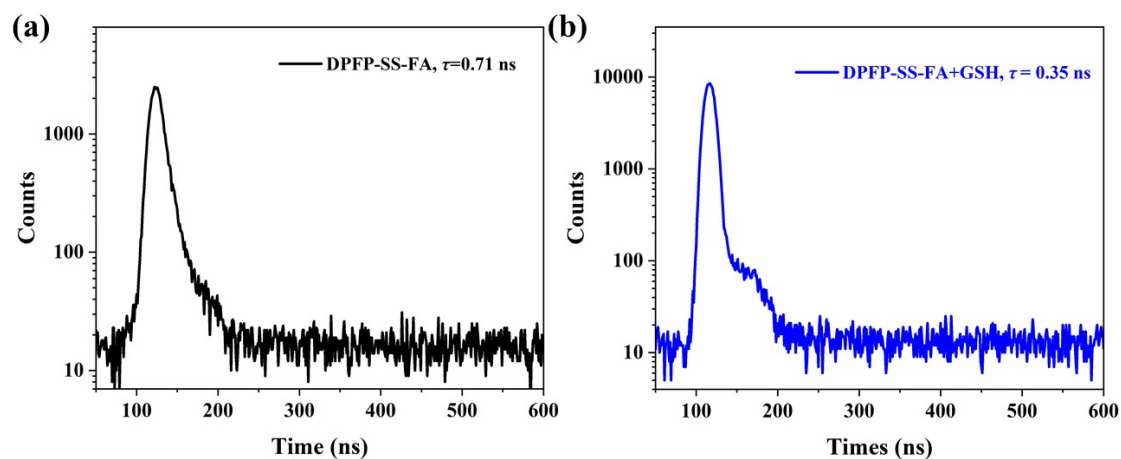 (a)
DPFP-SS-FA, τ=0.71 ns
1000
100
10
Counts
100 200 300 400 500 600
Time (ns)
(b)
DPFP-SS-FA+GSH, τ = 0.35 ns
10000
1000
100
10
Counts
100 200 300 400 500 600
Times (ns)